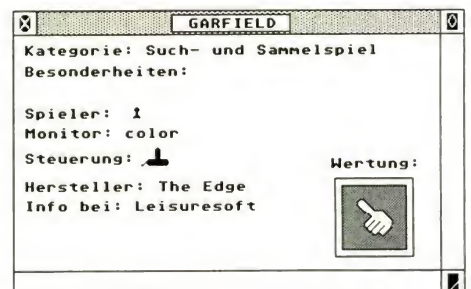 GARFIELD
Kategorie: Such- und Sammelspiel
Besonderheiten:
Spieler: 1
Monitor: color
Steuerung:
Wertung:
Hersteller: The Edge
Info bei: Leisuresoft